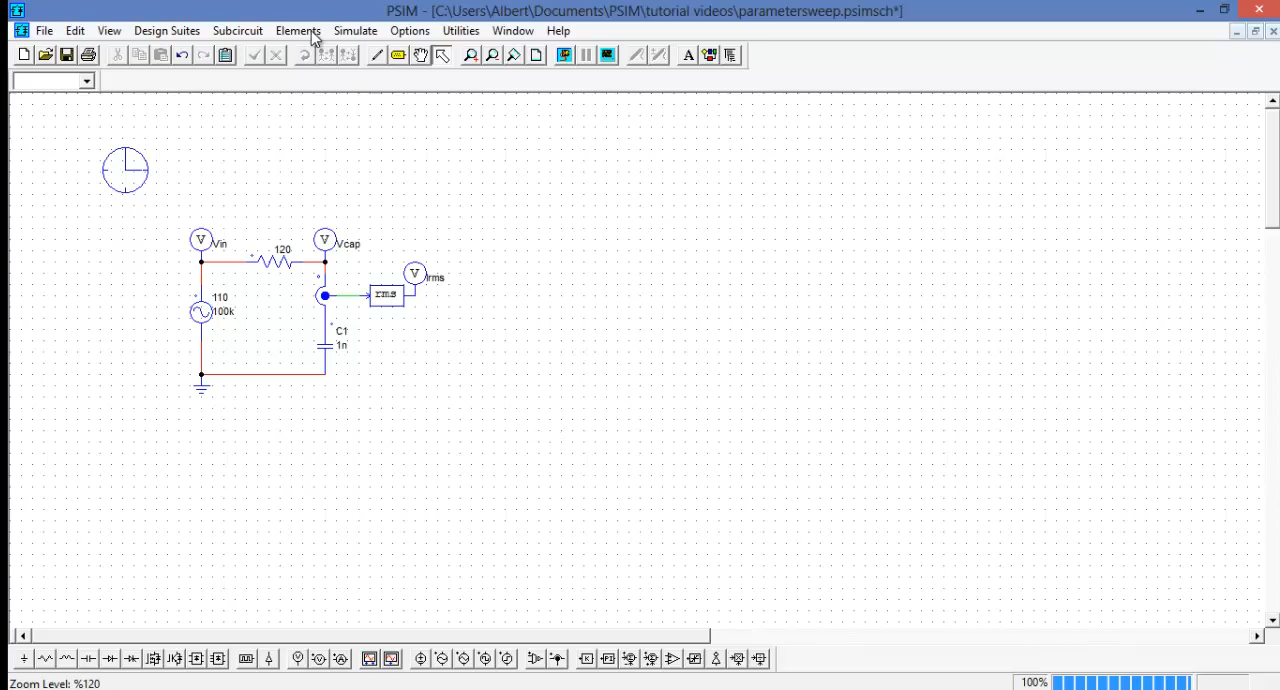 PSIM - [C:\Users\Albert\Documents\PSIM\tutorial videos\parametersweep.psimsch*]
File Edit View Design Suites Subcircuit Elements Simulate Options Utilities Window Help
V Vin
120
V Vcap
V Irms
rms
110
100k
C1
1n
Zoom Level: %120
100%